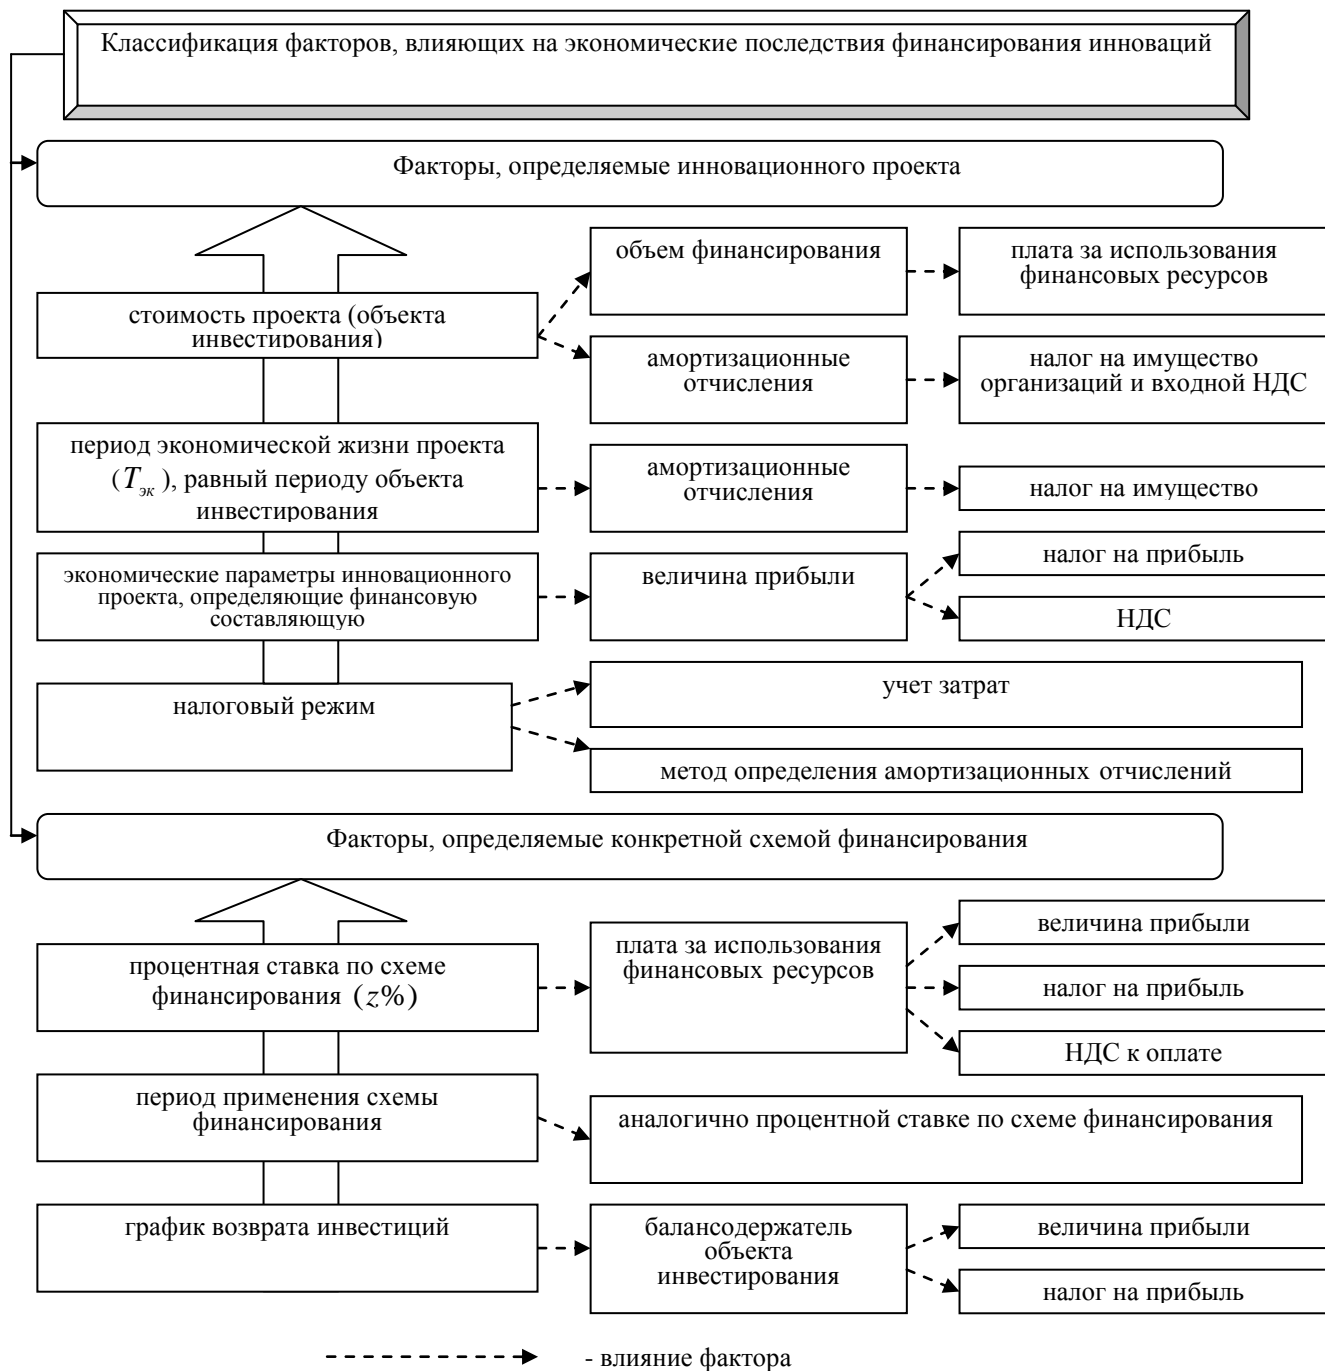 Классификация факторов, влияющих на экономические последствия финансирования инноваций
Факторы, определяемые инновационного проекта
стоимость проекта (объекта
инвестирования)
объем финансирования
плата за использования
финансовых ресурсов
амортизационные
отчисления
налог на имущество
организаций и входной НДС
период экономической жизни проекта
(Tэк), равный периоду объекта
инвестирования
амортизационные
отчисления
налог на имущество
экономические параметры инновационного
проекта, определяющие финансовую
составляющую
величина прибыли
налог на прибыль
НДС
налоговый режим
учет затрат
метод определения амортизационных отчислений
Факторы, определяемые конкретной схемой финансирования
процентная ставка по схеме
финансирования (z%)
плата за использования
финансовых ресурсов
величина прибыли
налог на прибыль
НДС к оплате
период применения схемы
финансирования
аналогично процентной ставке по схеме финансирования
график возврата инвестиций
балансодержатель
объекта
инвестирования
величина прибыли
налог на прибыль
- влияние фактора